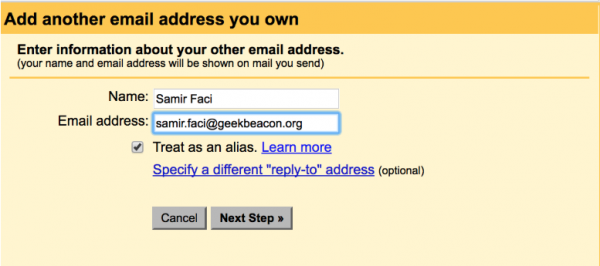 Add another email address you own
Enter information about your other email address.
(your name and email address will be shown on mail you send)
Name: Samir Faci
Email address: samir.faci@geekbeacon.org
Treat as an alias. Learn more
Specify a different "reply-to" address (optional)
Cancel Next Step »